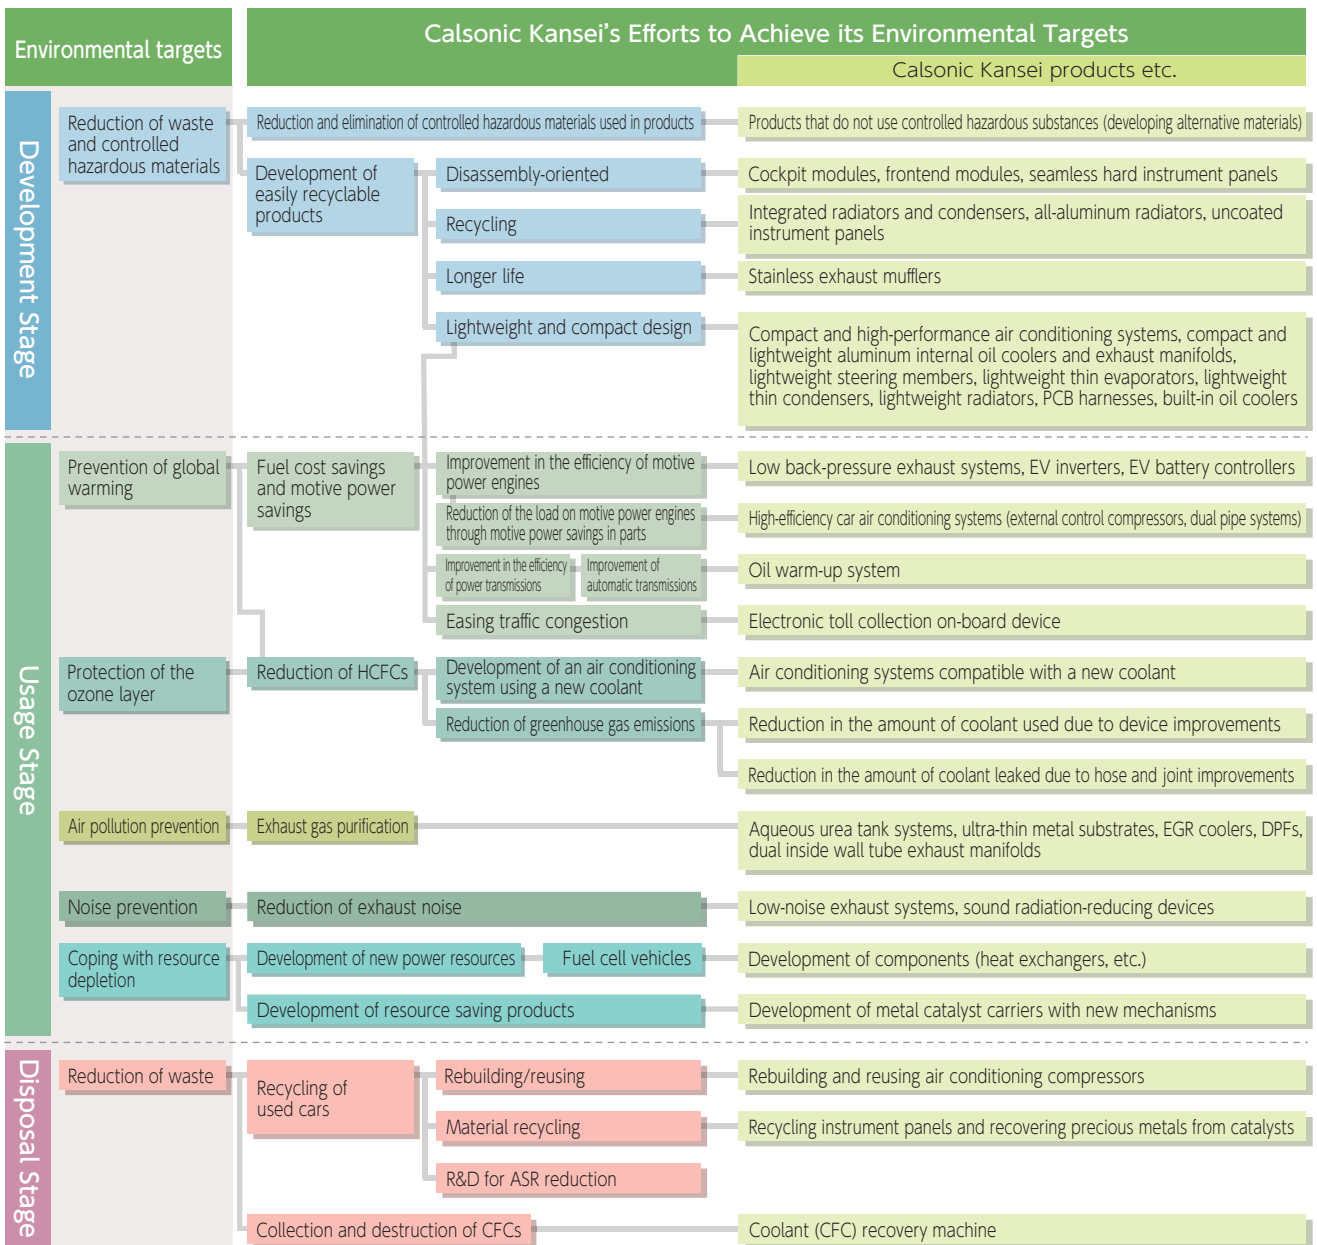 Environmental targets
Calsonic Kansei's Efforts to Achieve its Environmental Targets
Calsonic Kansei products etc.
Development Stage
Reduction of waste
and controlled
hazardous materials
Reduction and elimination of controlled hazardous materials used in products
Products that do not use controlled hazardous substances (developing alternative materials)
Development of
easily recyclable
products
Disassembly-oriented
Cockpit modules, frontend modules, seamless hard instrument panels
Recycling
Integrated radiators and condensers, all-aluminum radiators, uncoated
instrument panels
Longer life
Stainless exhaust mufflers
Lightweight and compact design
Compact and high-performance air conditioning systems, compact and
lightweight aluminum internal oil coolers and exhaust manifolds,
lightweight steering members, lightweight thin evaporators, lightweight
thin condensers, lightweight radiators, PCB harnesses, built-in oil coolers
Usage Stage
Prevention of global
warming
Fuel cost savings
and motive power
savings
Improvement in the efficiency of motive
power engines
Low back-pressure exhaust systems, EV inverters, EV battery controllers
Reduction of the load on motive power engines
through motive power savings in parts
High-efficiency car air conditioning systems (external control compressors, dual pipe systems)
Improvement in the efficiency
of power transmissions
Improvement of
automatic transmissions
Oil warm-up system
Easing traffic congestion
Electronic toll collection on-board device
Protection of the
ozone layer
Reduction of HCFCs
Development of an air conditioning
system using a new coolant
Air conditioning systems compatible with a new coolant
Reduction of greenhouse gas emissions
Reduction in the amount of coolant used due to device improvements
Reduction in the amount of coolant leaked due to hose and joint improvements
Air pollution prevention
Exhaust gas purification
Aqueous urea tank systems, ultra-thin metal substrates, EGR coolers, DPFs,
dual inside wall tube exhaust manifolds
Noise prevention
Reduction of exhaust noise
Low-noise exhaust systems, sound radiation-reducing devices
Coping with resource
depletion
Development of new power resources
Fuel cell vehicles
Development of components (heat exchangers, etc.)
Development of resource saving products
Development of metal catalyst carriers with new mechanisms
Disposal Stage
Reduction of waste
Recycling of
used cars
Rebuilding/reusing
Rebuilding and reusing air conditioning compressors
Material recycling
Recycling instrument panels and recovering precious metals from catalysts
R&D for ASR reduction
Collection and destruction of CFCs
Coolant (CFC) recovery machine